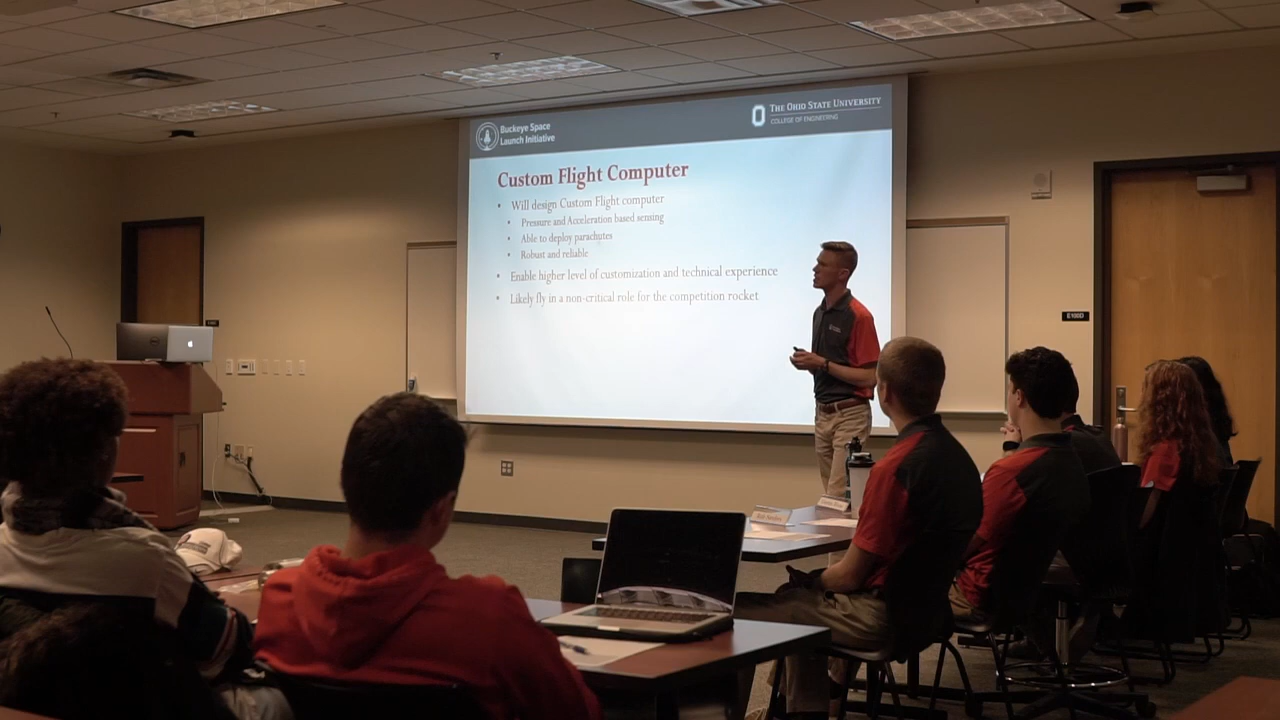 Buckeye Space
Launch Initiative
THE OHIO STATE UNIVERSITY
COLLEGE OF ENGINEERING
Custom Flight Computer
• Will design Custom Flight computer
• Pressure and Acceleration based sensing
• Able to deploy parachutes
• Robust and reliable
• Enable higher level of customization and technical experience
• Likely fly in a non-critical role for the competition rocket
E100D